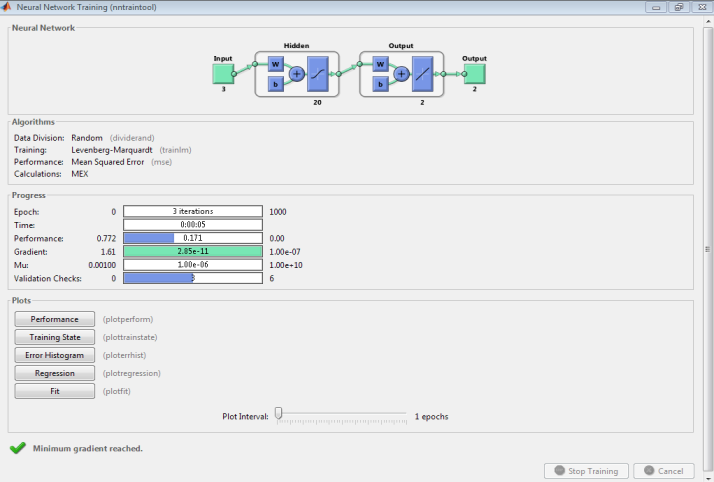 Neural Network Training (nntraintool)
Neural Network
Hidden
Output
Input
Output
W
b
+
W
b
+
3
20
2
2
Algorithms
Data Division: Random (dividerand)
Training: Levenberg-Marquardt (trainlm)
Performance: Mean Squared Error (mse)
Calculations: MEX
Progress
Epoch: 0 3 iterations 1000
Time: 0:00:05
Performance: 0.772 0.171 0.00
Gradient: 1.61 2.05e-11 1.00e-07
Mu: 0.00100 1.00e-06 1.00e+10
Validation Checks: 0 3 6
Plots
Performance (plotperform)
Training State (plottrainstate)
Error Histogram (ploterrhist)
Regression (plotregression)
Fit (plotfit)
Plot Interval: 1 epochs
Minimum gradient reached.
Stop Training Cancel